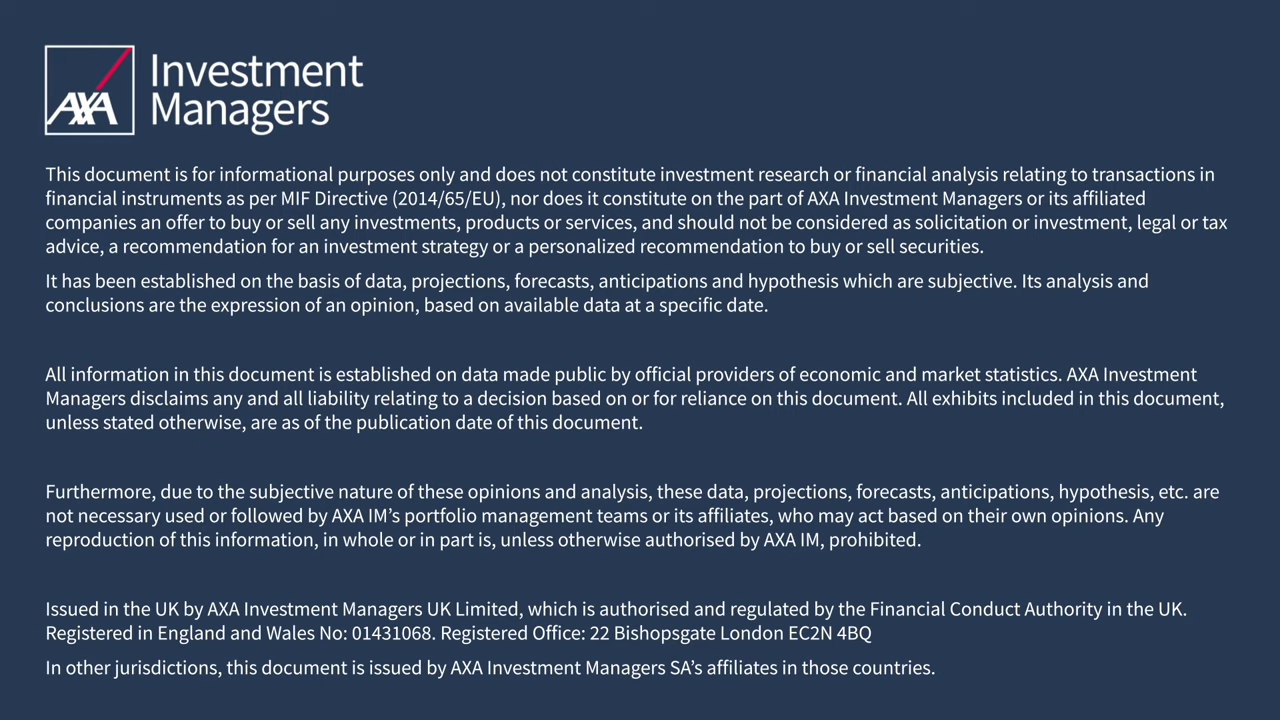 AXA
Investment
Managers
This document is for informational purposes only and does not constitute investment research or financial analysis relating to transactions in
financial instruments as per MIF Directive (2014/65/EU), nor does it constitute on the part of AXA Investment Managers or its affiliated
companies an offer to buy or sell any investments, products or services, and should not be considered as solicitation or investment, legal or tax
advice, a recommendation for an investment strategy or a personalized recommendation to buy or sell securities.
It has been established on the basis of data, projections, forecasts, anticipations and hypothesis which are subjective. Its analysis and
conclusions are the expression of an opinion, based on available data at a specific date.
All information in this document is established on data made public by official providers of economic and market statistics. AXA Investment
Managers disclaims any and all liability relating to a decision based on or for reliance on this document. All exhibits included in this document,
unless stated otherwise, are as of the publication date of this document.
Furthermore, due to the subjective nature of these opinions and analysis, these data, projections, forecasts, anticipations, hypothesis, etc. are
not necessary used or followed by AXA IM’s portfolio management teams or its affiliates, who may act based on their own opinions. Any
reproduction of this information, in whole or in part is, unless otherwise authorised by AXA IM, prohibited.
Issued in the UK by AXA Investment Managers UK Limited, which is authorised and regulated by the Financial Conduct Authority in the UK.
Registered in England and Wales No: 01431068. Registered Office: 22 Bishopsgate London EC2N 4BQ
In other jurisdictions, this document is issued by AXA Investment Managers SA’s affiliates in those countries.